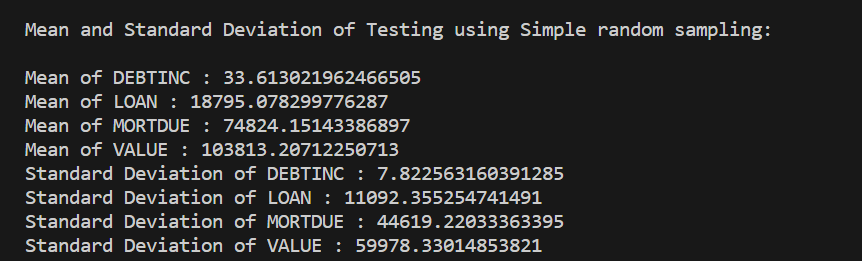 Mean and Standard Deviation of Testing using Simple random sampling:
Mean of DEBTINC : 33.613021962466505
Mean of LOAN : 18795.078299776287
Mean of MORTDUE : 74824.15143386897
Mean of VALUE : 103813.20712250713
Standard Deviation of DEBTINC : 7.822563160391285
Standard Deviation of LOAN : 11092.355254741491
Standard Deviation of MORTDUE : 44619.22033363395
Standard Deviation of VALUE : 59978.33014853821